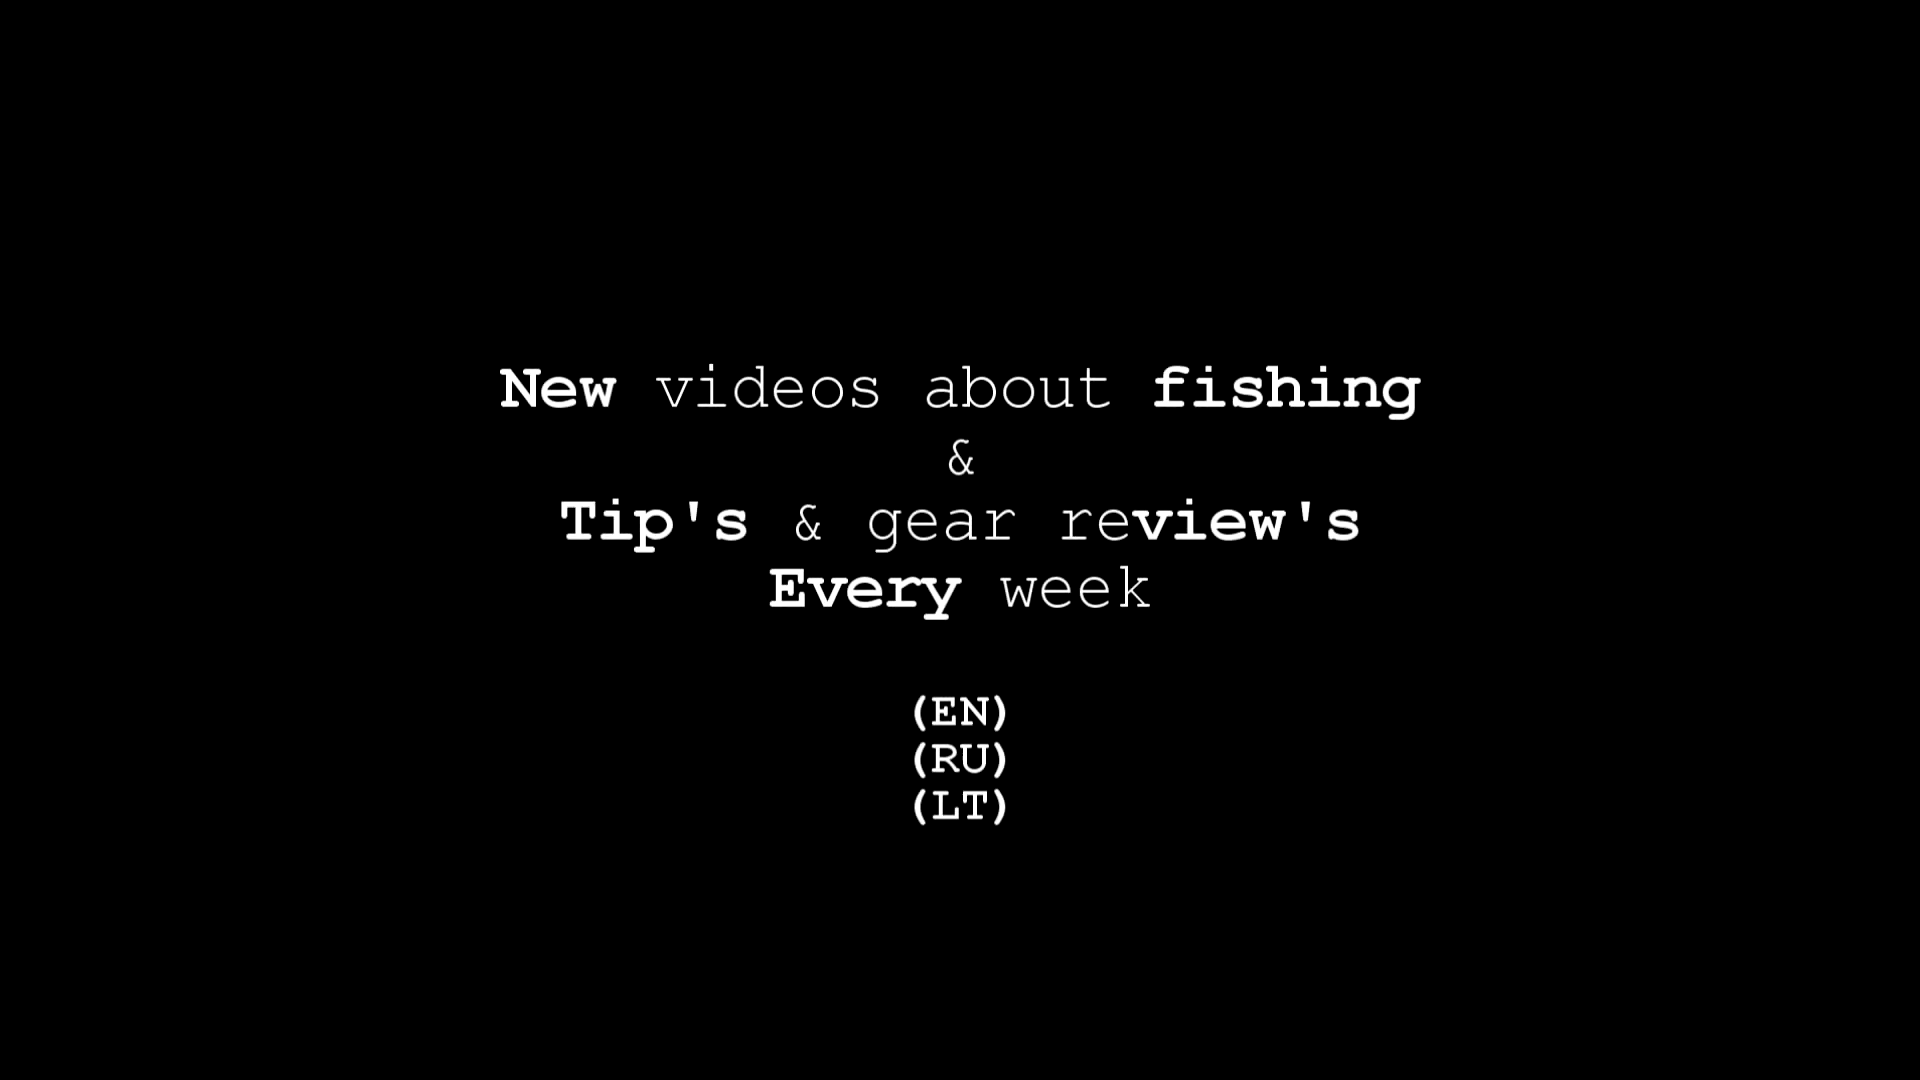 New videos about fishing
&
Tip's & gear review's
Every week
(EN)
(RU)
(LT)